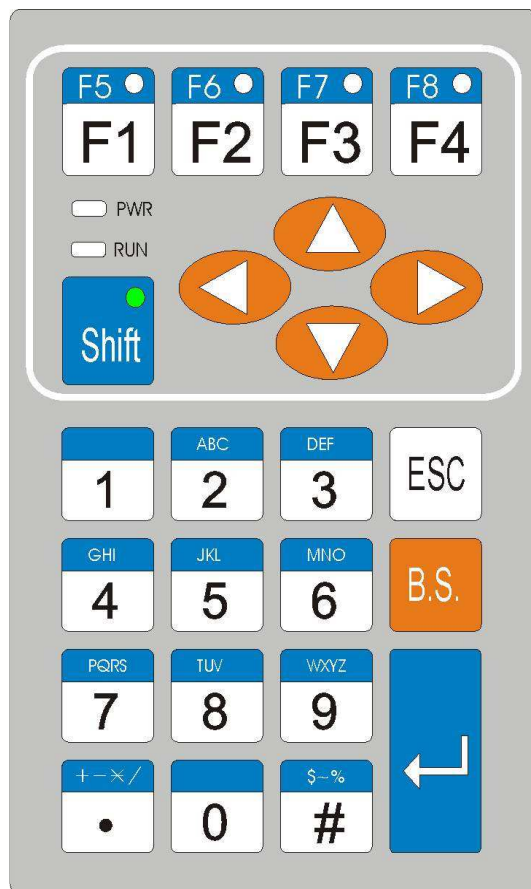 F5 F6 F7 F8
F1 F2 F3 F4
PWR
RUN
Shift
ABC DEF
1 2 3 ESC
GHI JKL MNO
4 5 6 B.S.
PQRS TUV WXYZ
7 8 9
+-×/ $-%
. 0 #